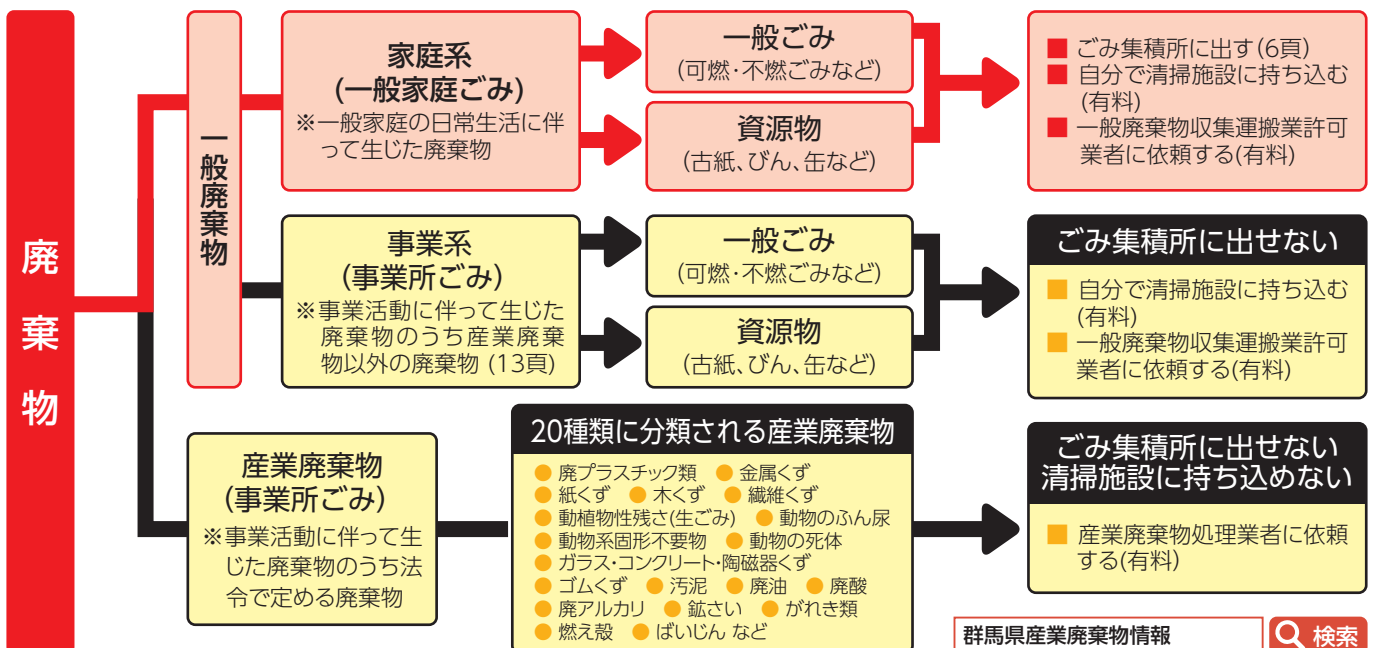 廃棄物
一般廃棄物
家庭系
(一般家庭ごみ)
※一般家庭の日常生活に伴
って生じた廃棄物
一般ごみ
(可燃・不燃ごみなど)
資源物
(古紙、びん、缶など)
■ ごみ集積所に出す(6頁)
■ 自分で清掃施設に持ち込む
(有料)
■ 一般廃棄物収集運搬業許可
業者に依頼する(有料)
事業系
(事業所ごみ)
※事業活動に伴って生じた
廃棄物のうち産業廃棄
物以外の廃棄物 (13頁)
一般ごみ
(可燃・不燃ごみなど)
資源物
(古紙、びん、缶など)
ごみ集積所に出せない
■ 自分で清掃施設に持ち込む
(有料)
■ 一般廃棄物収集運搬業許可
業者に依頼する(有料)
産業廃棄物
(事業所ごみ)
※事業活動に伴って生
じた廃棄物のうち法
令で定める廃棄物
20種類に分類される産業廃棄物
● 廃プラスチック類 ● 金属くず
● 紙くず ● 木くず ● 繊維くず
● 動植物性残さ(生ごみ) ● 動物のふん尿
● 動物系固形不要物 ● 動物の死体
● ガラス・コンクリート・陶磁器くず
● ゴムくず ● 汚泥 ● 廃油 ● 廃酸
● 廃アルカリ ● 鉱さい ● がれき類
● 燃え殻 ● ばいじん など
ごみ集積所に出せない
清掃施設に持ち込めない
■ 産業廃棄物処理業者に依頼
する(有料)
群馬県産業廃棄物情報 検索